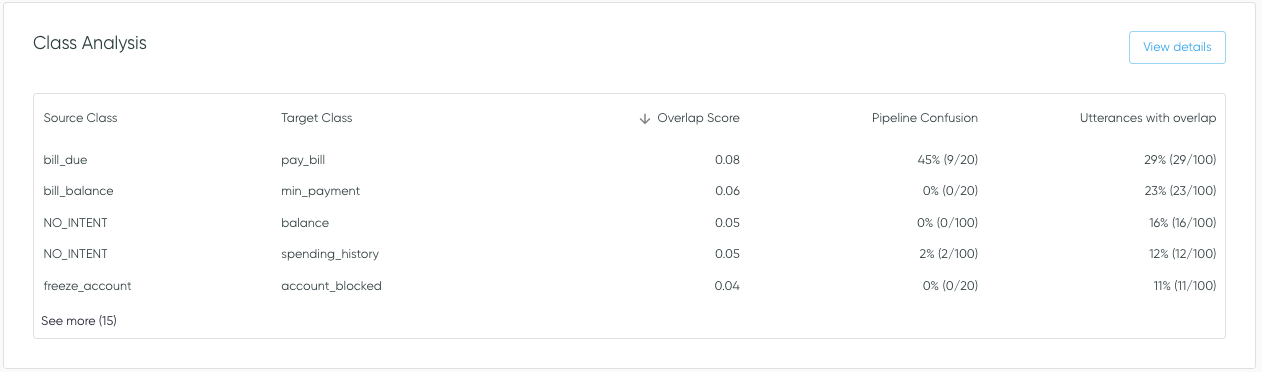 Class Analysis
View details
Source Class Target Class ↓ Overlap Score Pipeline Confusion Utterances with overlap
bill_due pay_bill 0.08 45% (9/20) 29% (29/100)
bill_balance min_payment 0.06 0% (0/20) 23% (23/100)
NO_INTENT balance 0.05 0% (0/100) 16% (16/100)
NO_INTENT spending_history 0.05 2% (2/100) 12% (12/100)
freeze_account account_blocked 0.04 0% (0/20) 11% (11/100)
See more (15)